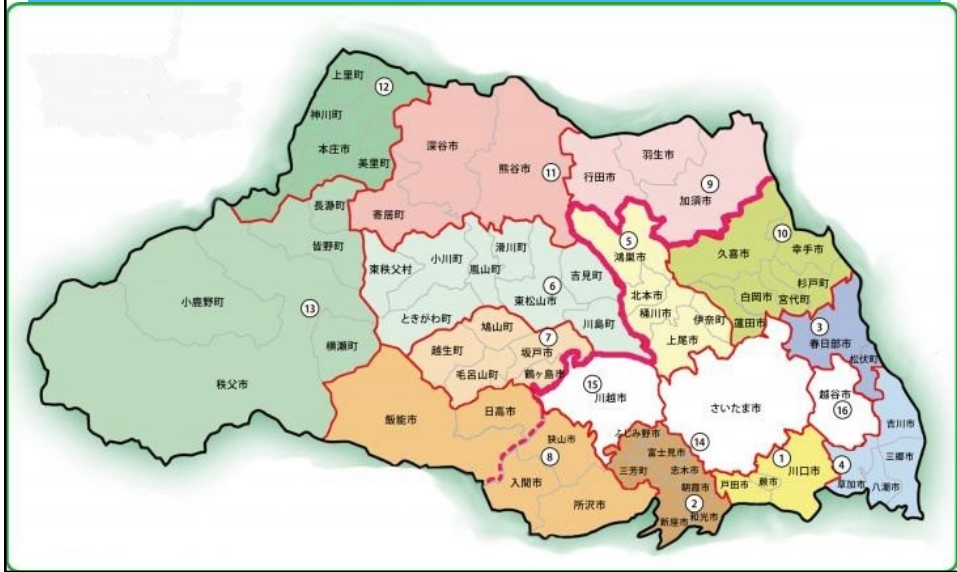 上里町
⑫
神川町
本庄市
美里町
深谷市
熊谷市
⑪
寄居町
羽生市
行田市
⑨
加須市
長瀞町
皆野町
小鹿野町
⑬
横瀬町
秩父市
東秩父村
小川町
滑川町
嵐山町
吉見町
⑥
東松山市
ときがわ町
川島町
⑤
鴻巣市
北本市
桶川市
伊奈町
上尾市
⑩
久喜市
幸手市
杉戸町
白岡市
宮代町
蓮田市
③
春日部市
松伏町
鳩山町
⑦
越生町
坂戸市
毛呂山町
鶴ヶ島市
⑮
川越市
さいたま市
越谷市
⑯
吉川市
飯能市
日高市
狭山市
⑧
入間市
所沢市
ふじみ野市
⑭
富士見市
三芳町
志木市
朝霞市
②
新座市
和光市
①
戸田市
蕨市
川口市
④
草加市
八潮市
三郷市